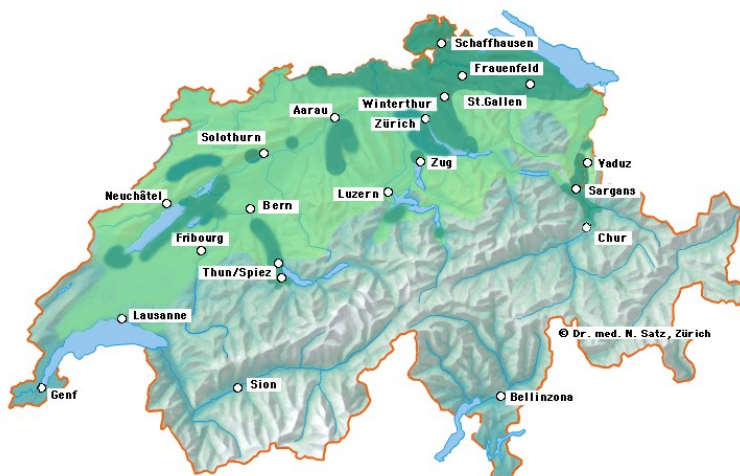 Schaffhausen
Frauenfeld
Winterthur
St.Gallen
Aarau
Zürich
Solothurn
Zug
Vaduz
Sargans
Neuchâtel
Luzern
Bern
Fribourg
Chur
Thun/Spiez
Lausanne
© Dr. med. N. Satz, Zürich
Genf
Sion
Bellinzona